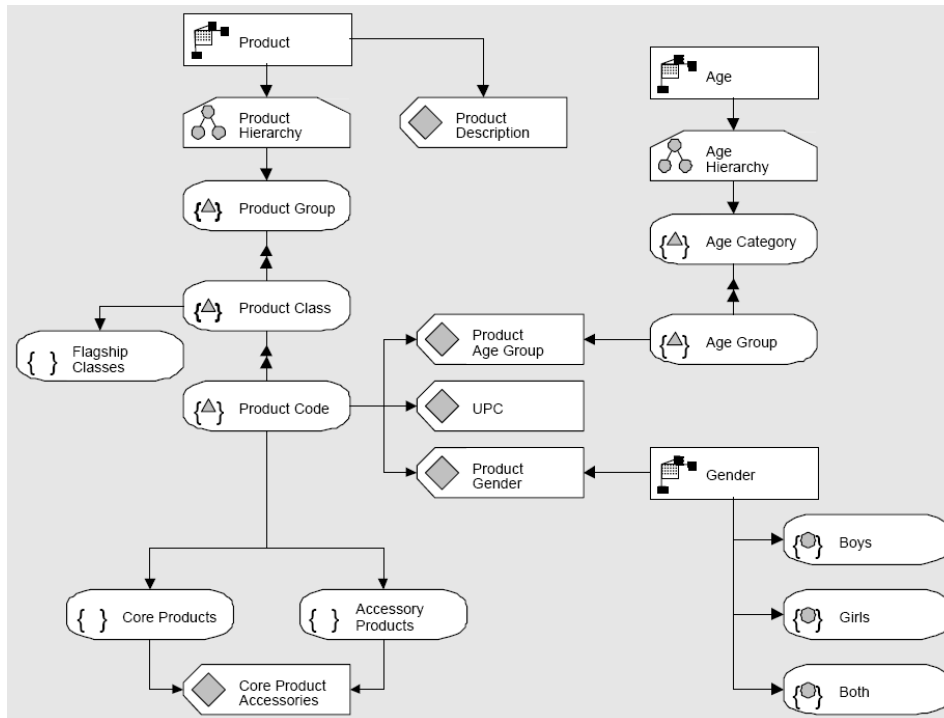 Product
Product
Hierarchy
Product
Description
Age
Age
Hierarchy
{ } Product Group
{ } Age Category
{ } Product Class
{ } Flagship
Classes
Product
Age Group
{ } Age Group
{ } Product Code
UPC
Product
Gender
Gender
{ } Boys
{ } Core Products
{ } Accessory
Products
{ } Girls
Core Product
Accessories
{ } Both